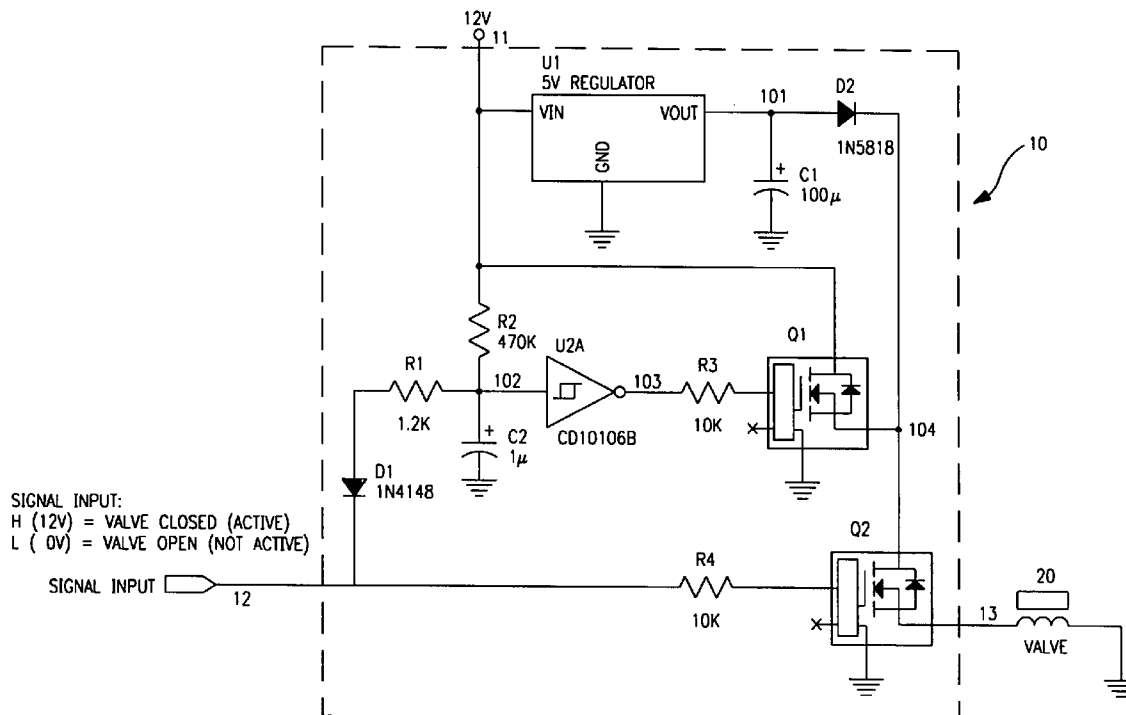 12V
11
U1
5V REGULATOR
VIN
VOUT
GND
101
D2
1N5818
C1
100μ
+
10
R2
470K
R1
1.2K
102
U2A
CD10106B
103
R3
10K
Q1
104
+
C2
1μ
D1
1N4148
SIGNAL INPUT:
H (12V) = VALVE CLOSED (ACTIVE)
L ( 0V) = VALVE OPEN (NOT ACTIVE)
SIGNAL INPUT
12
R4
10K
Q2
13
20
VALVE